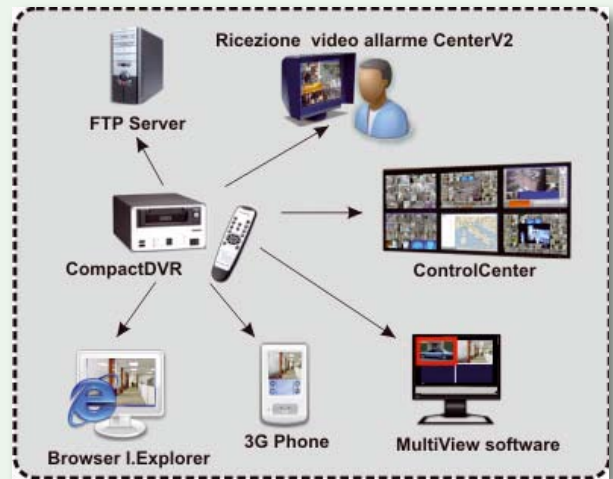 Ricezione video allarme CenterV2
FTP Server
CompactDVR
ControlCenter
Browser I.Explorer
3G Phone
MultiView software